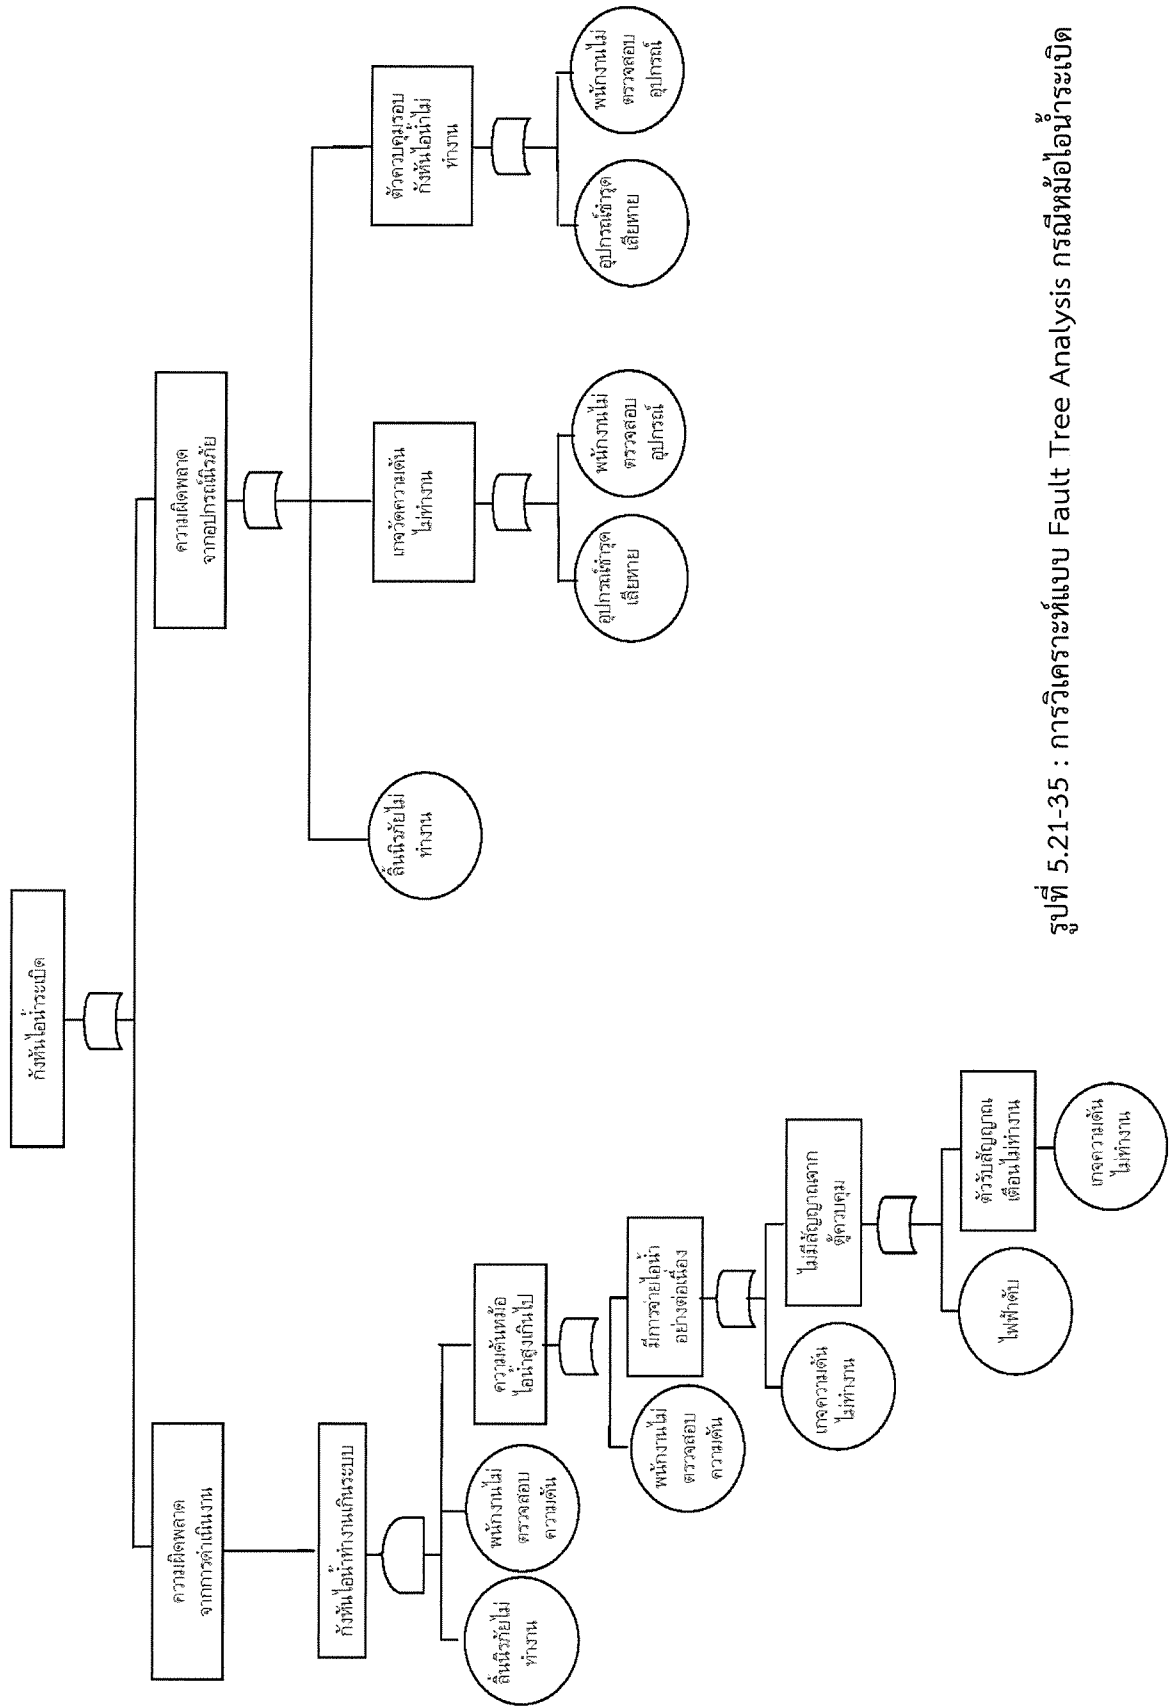 กังหันไอน้ำระเบิด
ความผิดพลาด
จากการดำเนินงาน
ความผิดพลาด
จากอุปกรณ์นิรภัย
กังหันไอน้ำทำงานเกินระบบ
ลิ้นนิรภัยไม่
ทำงาน
พนักงานไม่
ตรวจสอบ
ความดัน
ความดันหม้อ
ไอน้ำสูงเกินไป
พนักงานไม่
ตรวจสอบ
ความดัน
มีการจ่ายไอน้ำ
อย่างต่อเนื่อง
เกจความดัน
ไม่ทำงาน
ไม่มีสัญญาณจาก
ตู้ควบคุม
ไฟฟ้าดับ
ตัวรับสัญญาณ
เตือนไม่ทำงาน
เกจความดัน
ไม่ทำงาน
ลิ้นนิรภัยไม่
ทำงาน
เกจวัดความดัน
ไม่ทำงาน
อุปกรณ์ชำรุด
เสียหาย
พนักงานไม่
ตรวจสอบ
อุปกรณ์
ตัวควบคุมรอบ
กังหันไอน้ำไม่
ทำงาน
อุปกรณ์ชำรุด
เสียหาย
พนักงานไม่
ตรวจสอบ
อุปกรณ์
รูปที่ 5.21-35 : การวิเคราะห์แบบ Fault Tree Analysis กรณีหม้อไอน้ำระเบิด